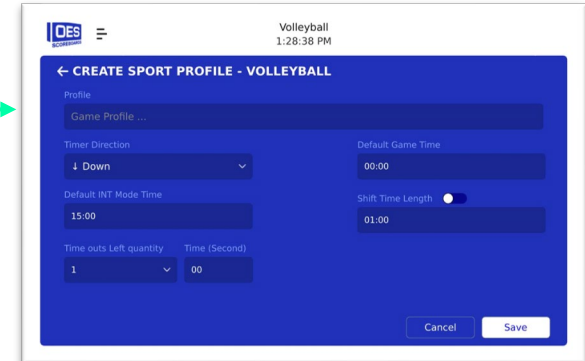 OES
SCOREBOARDS
Volleyball
1:28:38 PM
← CREATE SPORT PROFILE - VOLLEYBALL
Profile
Game Profile ...
Timer Direction
Default Game Time
↓ Down
00:00
Default INT Mode Time
Shift Time Length
15:00
01:00
Time outs Left quantity
Time (Second)
1
00
Cancel
Save